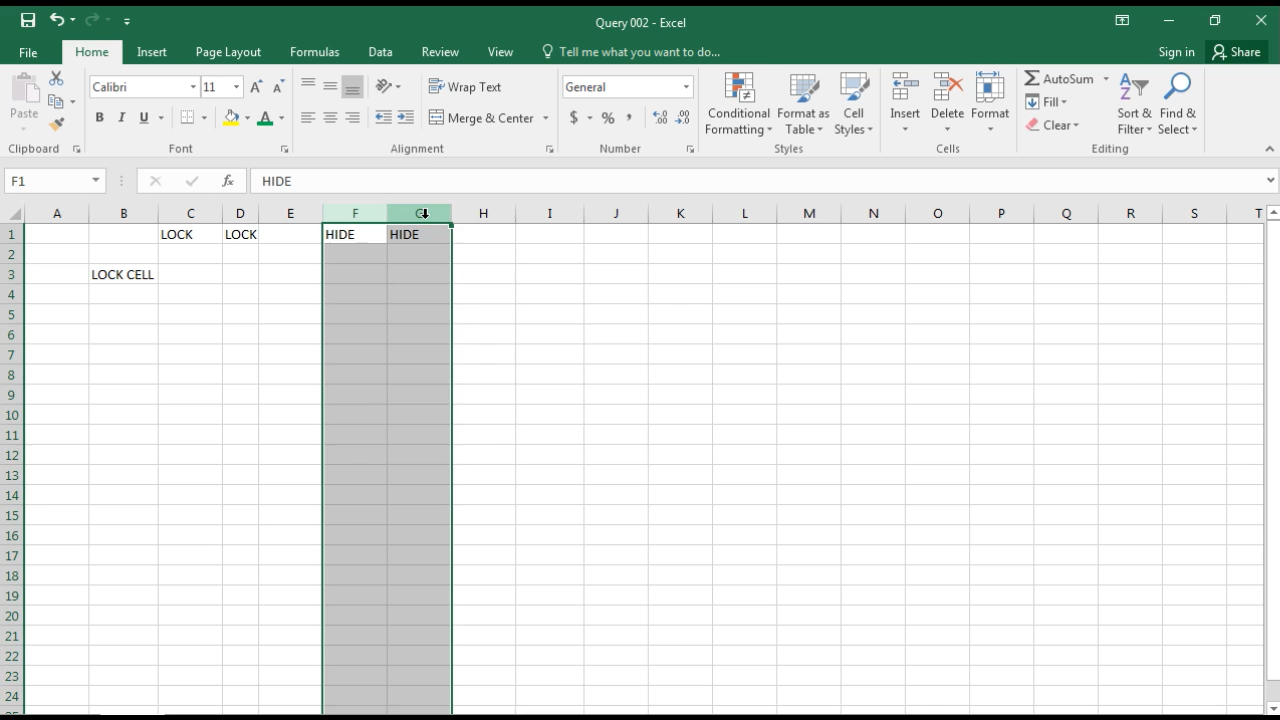 Query 002 - Excel
File Home Insert Page Layout Formulas Data Review View Tell me what you want to do... Sign in Share
Paste
Calibri 11
Wrap Text
General
Conditional Formatting
Format as Table
Cell Styles
Insert
Delete
Format
AutoSum
Fill
Clear
Sort & Filter
Find & Select
B I U
Merge & Center
$ % ,
Clipboard Font Alignment Number Styles Cells Editing
F1 fx HIDE
A B C D E F G H I J K L M N O P Q R S T
1 LOCK LOCK HIDE HIDE
2
3 LOCK CELL
4
5
6
7
8
9
10
11
12
13
14
15
16
17
18
19
20
21
22
23
24